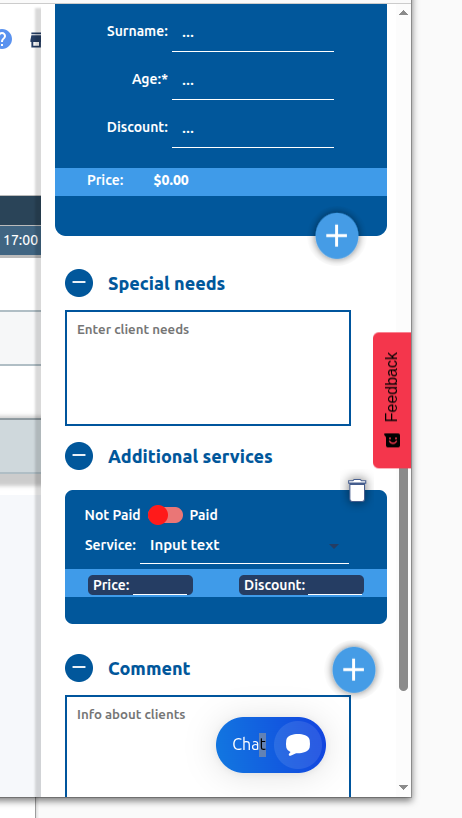 ?
Surname: ...
Age:* ...
Discount: ...
Price: $0.00
17:00
Special needs
Enter client needs
Feedback
Additional services
Not Paid Paid
Service: Input text
Price: Discount:
Comment
Info about clients
Chat